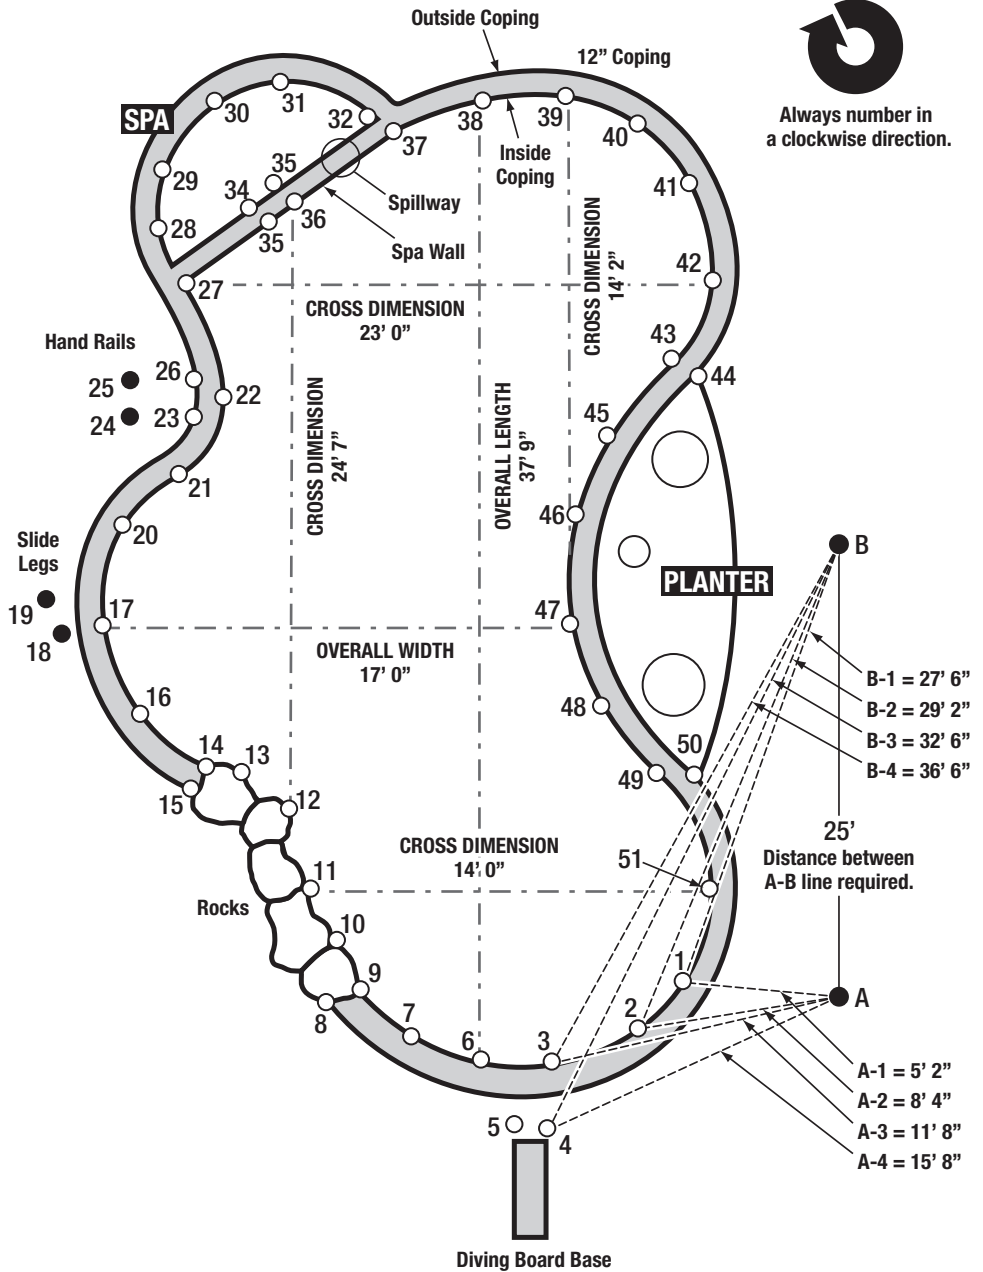 Outside Coping
12” Coping
Always number in
a clockwise direction.
SPA
30
31
32
37
38
39
40
Inside
Coping
29
35
34
36
35
28
27
Spillway
Spa Wall
41
42
43
44
CROSS DIMENSION
14’ 2”
CROSS DIMENSION
23’ 0”
Hand Rails
25
26
24
23
22
21
CROSS DIMENSION
24’ 7”
OVERALL LENGTH
37’ 9”
45
46
20
Slide
Legs
19
18
17
PLANTER
B
47
OVERALL WIDTH
17’ 0”
16
48
B-1 = 27’ 6”
B-2 = 29’ 2”
B-3 = 32’ 6”
B-4 = 36’ 6”
14
13
15
12
49
50
25’
Distance between
A-B line required.
CROSS DIMENSION
14’ 0”
51
11
Rocks
10
9
8
7
6
3
2
1
A
A-1 = 5’ 2”
A-2 = 8’ 4”
A-3 = 11’ 8”
A-4 = 15’ 8”
5
4
Diving Board Base